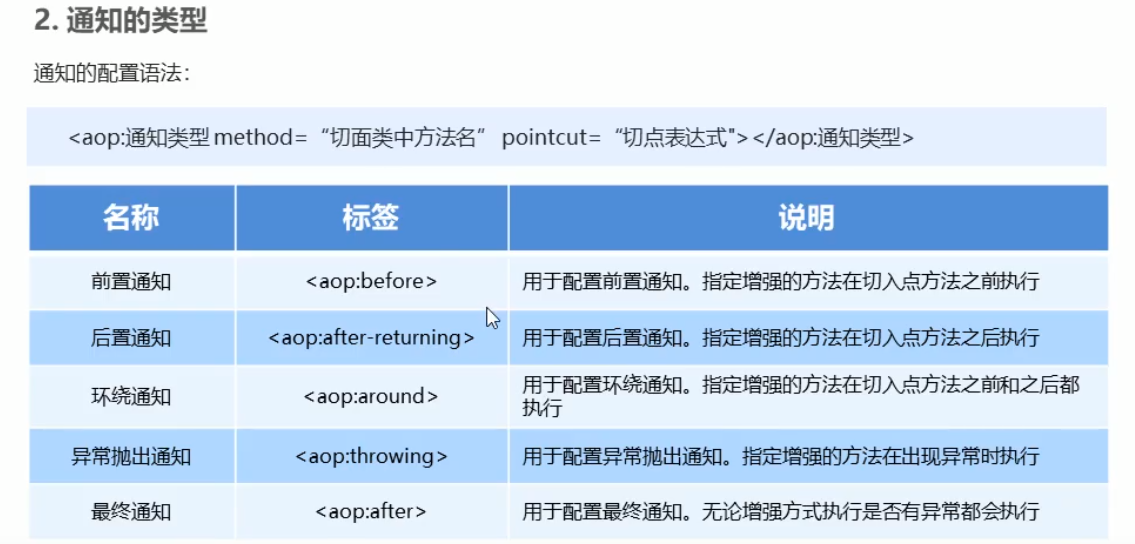 2. 通知的类型
通知的配置语法：
<aop:通知类型 method=“切面类中方法名” pointcut=“切点表达式"></aop:通知类型>
名称 标签 说明
前置通知 <aop:before> 用于配置前置通知。指定增强的方法在切入点方法之前执行
后置通知 <aop:after-returning> 用于配置后置通知。指定增强的方法在切入点方法之后执行
环绕通知 <aop:around> 用于配置环绕通知。指定增强的方法在切入点方法之前和之后都
执行
异常抛出通知 <aop:throwing> 用于配置异常抛出通知。指定增强的方法在出现异常时执行
最终通知 <aop:after> 用于配置最终通知。无论增强方式执行是否有异常都会执行